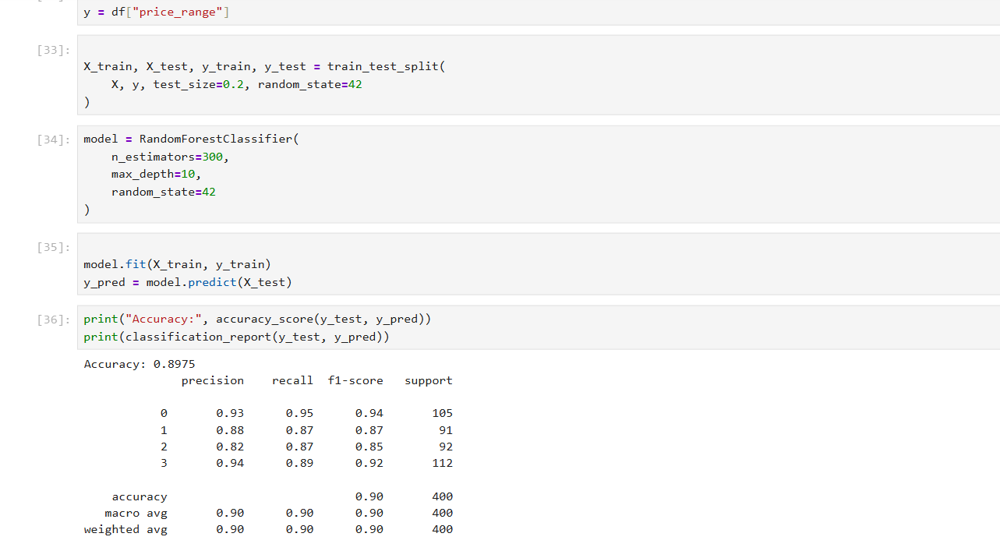 y = df["price_range"]
[33]:
X_train, X_test, y_train, y_test = train_test_split(
    X, y, test_size=0.2, random_state=42
)
[34]:
model = RandomForestClassifier(
    n_estimators=300,
    max_depth=10,
    random_state=42
)
[35]:
model.fit(X_train, y_train)
y_pred = model.predict(X_test)
[36]:
print("Accuracy:", accuracy_score(y_test, y_pred))
print(classification_report(y_test, y_pred))
Accuracy: 0.8975
              precision    recall  f1-score   support
           0       0.93      0.95      0.94       105
           1       0.88      0.87      0.87        91
           2       0.82      0.87      0.85        92
           3       0.94      0.89      0.92       112
    accuracy                           0.90       400
   macro avg       0.90      0.90      0.90       400
weighted avg       0.90      0.90      0.90       400